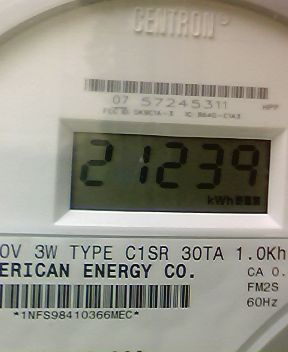 CENTRON
07 57245311
HPF
21239
kWh
0V 3W TYPE C1SR 30TA 1.0Kh
ERICAN ENERGY CO.
CA 0.
FM2S
60Hz
*1NFS98410366MEC*